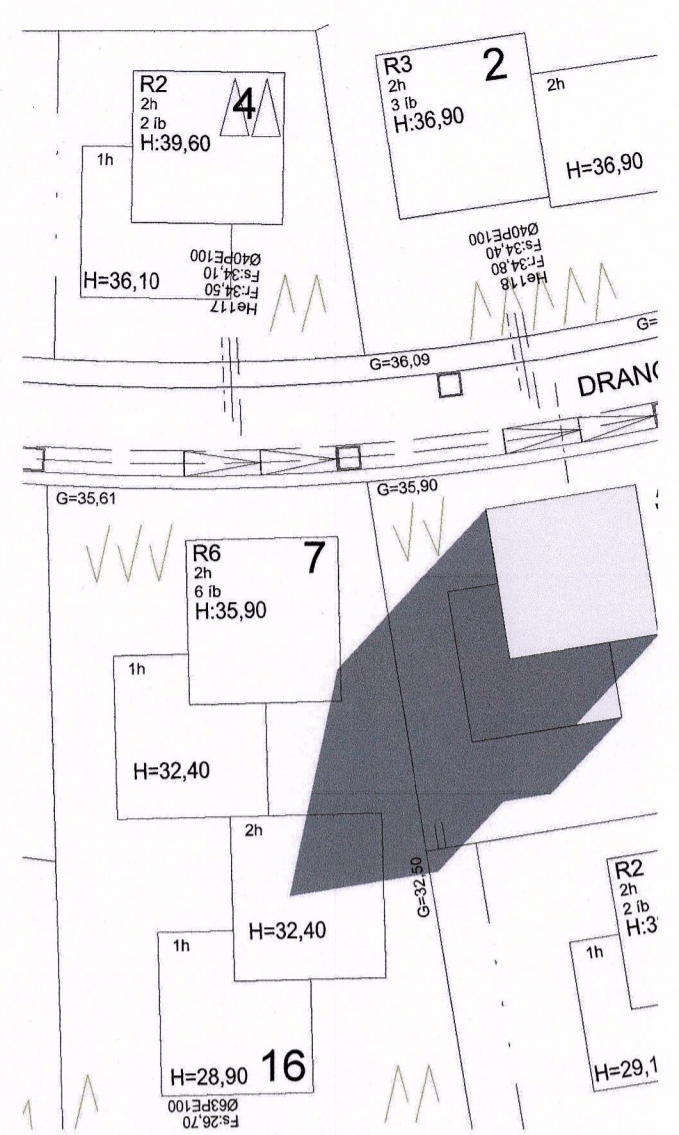 R2
2h
2 íb
H:39,60
4
1h
H=36,10
Ø40PE100
Fs:34,10
Fr:34,50
He117
R3
2h
3 íb
H:36,90
2
2h
H=36,90
Ø40PE100
Fs:34,40
Fr:34,80
He118
G=36,09
G=
G=35,61
G=35,90
R6
2h
6 íb
H:35,90
7
1h
H=32,40
2h
H=32,40
1h
H=28,90
16
Ø63PE100
Fs:26,70
G=32,50
R2
2h
2 íb
1h